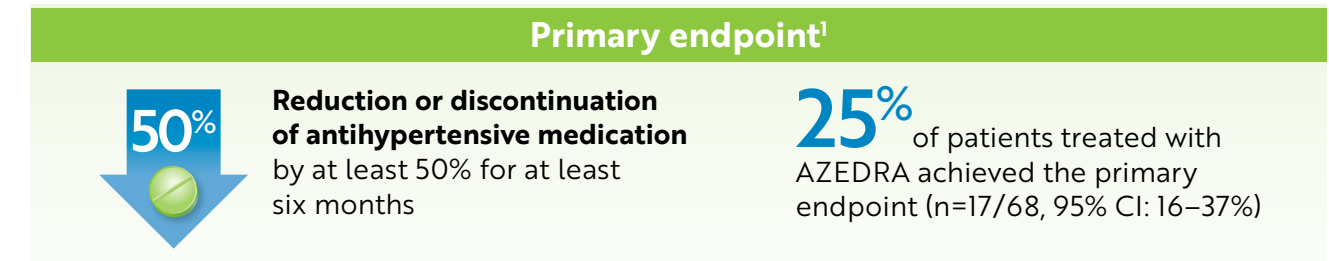 Primary endpoint¹
50%
Reduction or discontinuation
of antihypertensive medication
by at least 50% for at least
six months
25% of patients treated with
AZEDRA achieved the primary
endpoint (n=17/68, 95% CI: 16–37%)